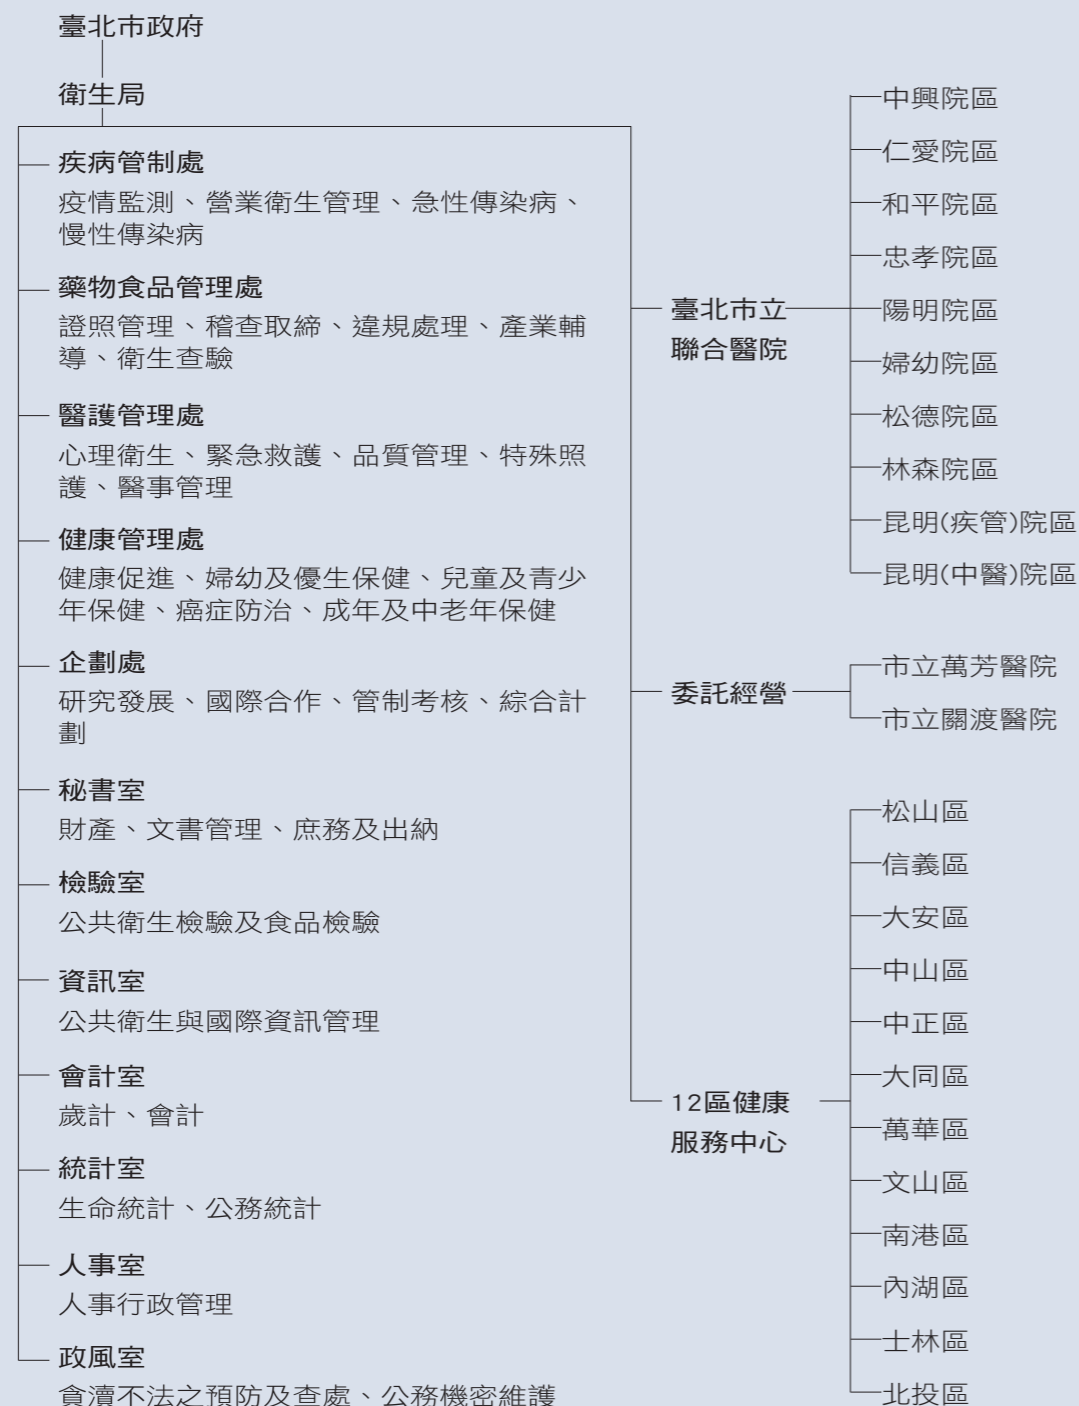 臺北市政府
衛生局
疾病管制處
疫情監測、營業衛生管理、急性傳染病、
慢性傳染病
藥物食品管理處
證照管理、稽查取締、違規處理、產業輔
導、衛生查驗
醫護管理處
心理衛生、緊急救護、品質管理、特殊照
護、醫事管理
健康管理處
健康促進、婦幼及優生保健、兒童及青少
年保健、癌症防治、成年及中老年保健
企劃處
研究發展、國際合作、管制考核、綜合計
劃
秘書室
財產、文書管理、庶務及出納
檢驗室
公共衛生檢驗及食品檢驗
資訊室
公共衛生與國際資訊管理
會計室
歲計、會計
統計室
生命統計、公務統計
人事室
人事行政管理
政風室
貪瀆不法之預防及查處、公務機密維護
臺北市立
聯合醫院
中興院區
仁愛院區
和平院區
忠孝院區
陽明院區
婦幼院區
松德院區
林森院區
昆明(疾管)院區
昆明(中醫)院區
委託經營
市立萬芳醫院
市立關渡醫院
12區健康
服務中心
松山區
信義區
大安區
中山區
中正區
大同區
萬華區
文山區
南港區
內湖區
士林區
北投區